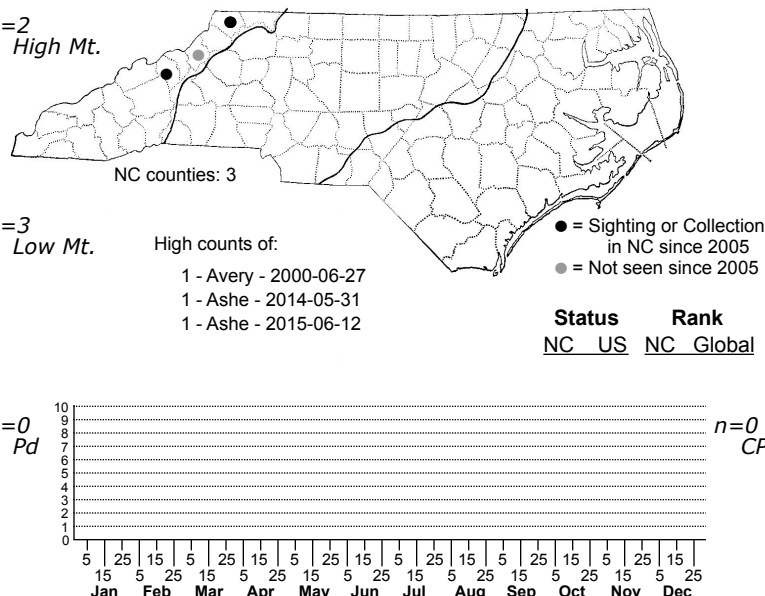 =2
High Mt.
NC counties: 3
=3
Low Mt.
High counts of:
1 - Avery - 2000-06-27
1 - Ashe - 2014-05-31
1 - Ashe - 2015-06-12
● = Sighting or Collection
in NC since 2005
● = Not seen since 2005
Status Rank
NC US NC Global
=0
Pd
10
9
8
7
6
5
4
3
2
1
0
n=0
CP
5 25 15 5 25 15 5 25 15 5 25 15 5 25 15 5 25 15
15 5 25 15 5 25 15 5 25 15 5 25 15 5 25 15 5 25
Jan Feb Mar Apr May Jun Jul Aug Sep Oct Nov Dec